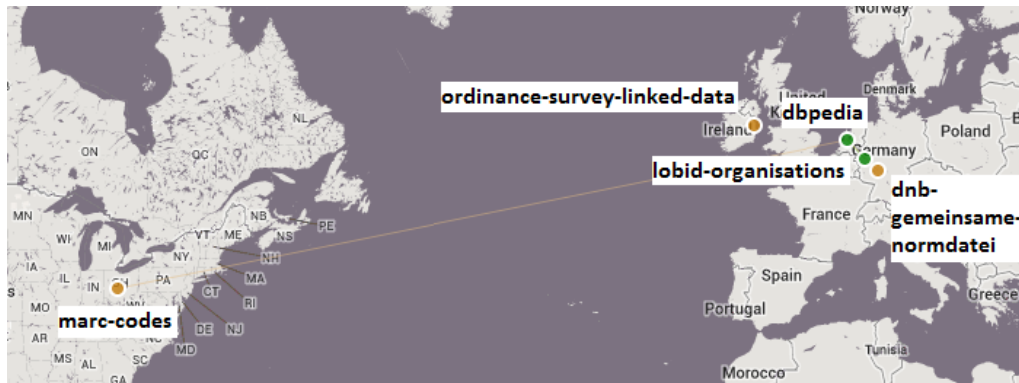 Norway
NL
ordinance-survey-linked-data
United
Denmark
dbpedia
ON
QC
Ireland
Poland
Germany
lobid-organisations
dnb-
gemeinsame-
normdatei
MN
NB
PE
WI
VT
ME
NS
France
MI
NY
NH
IA
MA
IL
IN
PA
CT
RI
Spain
MO
Portugal
Greece
marc-codes
DE
NJ
NC
AR
MD
Tunisia
MS
AL
SC
GA
Morocco